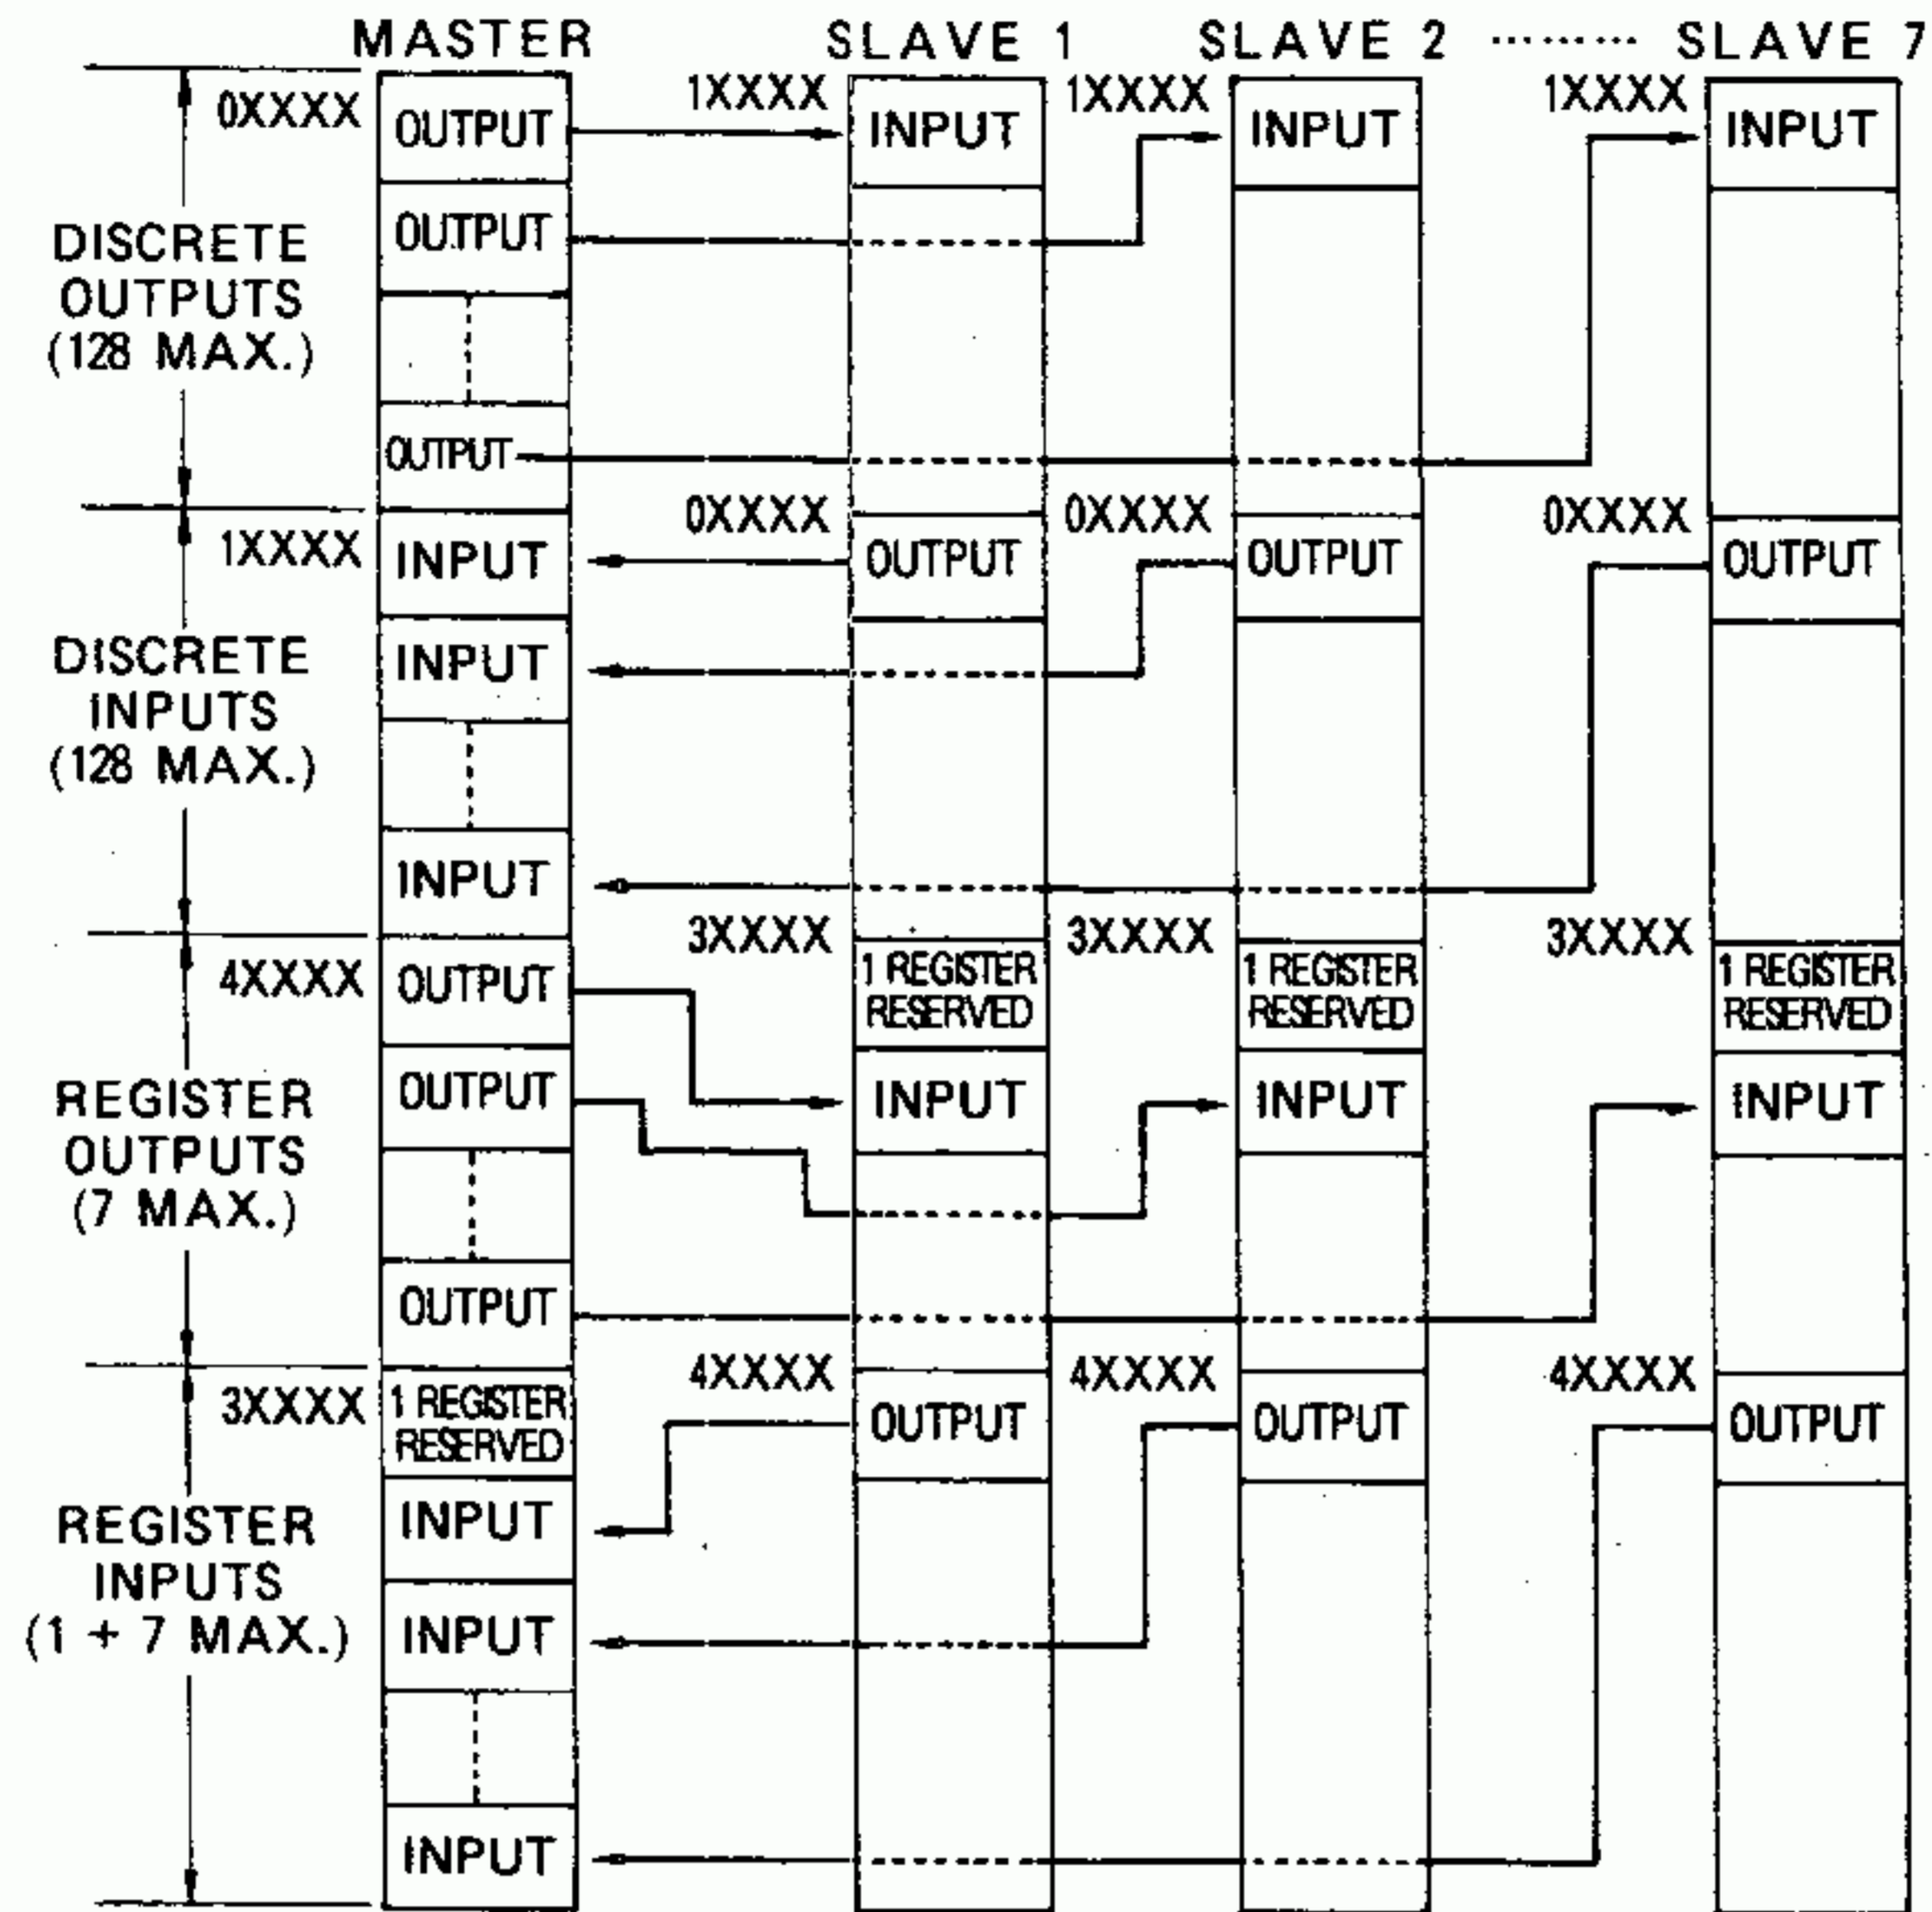 MASTER SLAVE 1 SLAVE 2 ......... SLAVE 7
0XXXX OUTPUT 1XXXX INPUT 1XXXX INPUT 1XXXX INPUT
OUTPUT
DISCRETE
OUTPUTS
(128 MAX.)
OUTPUT
1XXXX INPUT 0XXXX OUTPUT 0XXXX OUTPUT 0XXXX OUTPUT
INPUT
DISCRETE
INPUTS
(128 MAX.)
INPUT
4XXXX OUTPUT 3XXXX 1 REGISTER 3XXXX 1 REGISTER 3XXXX 1 REGISTER
RESERVED RESERVED RESERVED
OUTPUT INPUT INPUT INPUT
REGISTER
OUTPUTS
(7 MAX.)
OUTPUT
3XXXX 1 REGISTER 4XXXX 4XXXX 4XXXX
RESERVED OUTPUT OUTPUT OUTPUT
INPUT
REGISTER
INPUTS
(1 + 7 MAX.) INPUT
INPUT